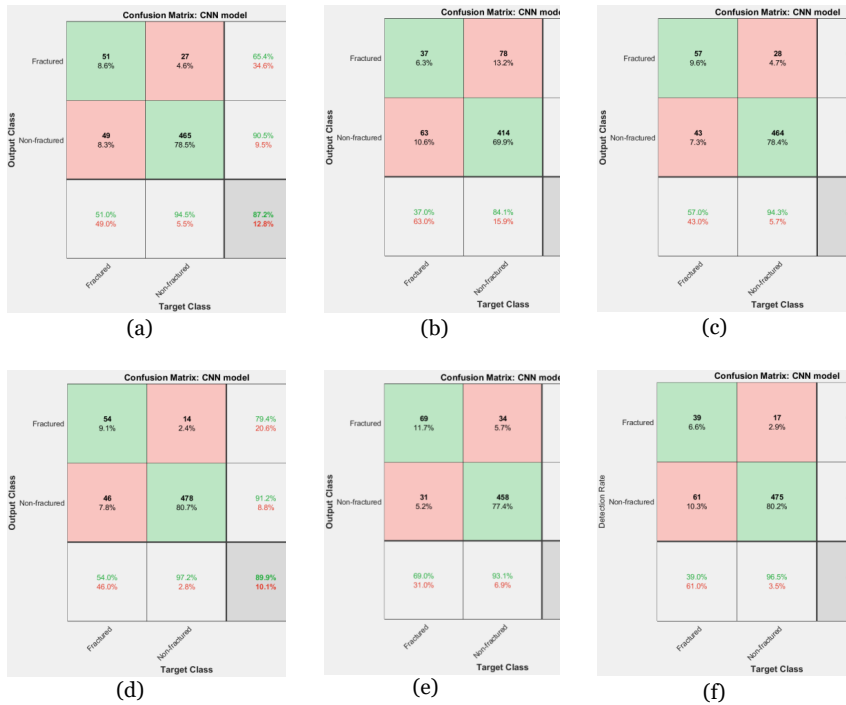 Confusion Matrix: CNN model
Output Class
Fractured
51
8.6%
27
4.6%
65.4%
34.6%
Non-fractured
49
8.3%
465
78.5%
90.5%
9.5%
51.0%
49.0%
94.5%
5.5%
87.2%
12.8%
Fractured
Non-fractured
Target Class
(a)
Confusion Matrix: CNN model
Output Class
Fractured
37
6.3%
78
13.2%
Non-fractured
63
10.6%
414
69.9%
37.0%
63.0%
84.1%
15.9%
Fractured
Non-fractured
Target Class
(b)
Confusion Matrix: CNN model
Output Class
Fractured
57
9.6%
28
4.7%
Non-fractured
43
7.3%
464
78.4%
57.0%
43.0%
94.3%
5.7%
Fractured
Non-fractured
Target Class
(c)
Confusion Matrix: CNN model
Output Class
Fractured
54
9.1%
14
2.4%
79.4%
20.6%
Non-fractured
46
7.8%
478
80.7%
91.2%
8.8%
54.0%
46.0%
97.2%
2.8%
89.9%
10.1%
Fractured
Non-fractured
Target Class
(d)
Confusion Matrix: CNN model
Output Class
Fractured
69
11.7%
34
5.7%
Non-fractured
31
5.2%
458
77.4%
69.0%
31.0%
93.1%
6.9%
Fractured
Non-fractured
Target Class
(e)
Confusion Matrix: CNN model
Detection Rate
Fractured
39
6.6%
17
2.9%
Non-fractured
61
10.3%
475
80.2%
39.0%
61.0%
96.5%
3.5%
Fractured
Non-fractured
Target Class
(f)